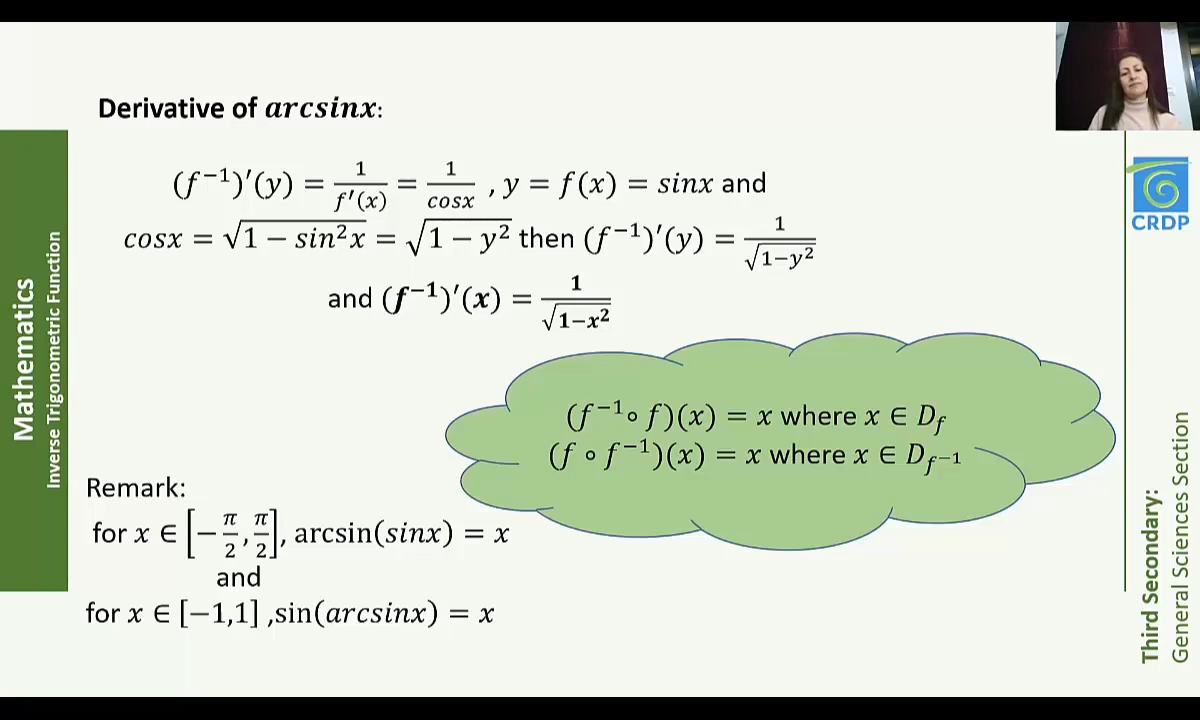 Derivative of arcsinx:
(f⁻¹)′(y) = 1/f′(x) = 1/cosx , y = f(x) = sinx and
cosx = √(1 − sin²x) = √(1 − y²) then (f⁻¹)′(y) = 1/√(1−y²)
and (f⁻¹)′(x) = 1/√(1−x²)
(f⁻¹∘ f)(x) = x where x ∈ D_f
(f ∘ f⁻¹)(x) = x where x ∈ D_f⁻¹
Remark:
for x ∈ [−π/2, π/2], arcsin(sinx) = x
and
for x ∈ [−1,1] ,sin(arcsinx) = x
Mathematics
Inverse Trigonometric Function
CRDP
Third Secondary:
General Sciences Section